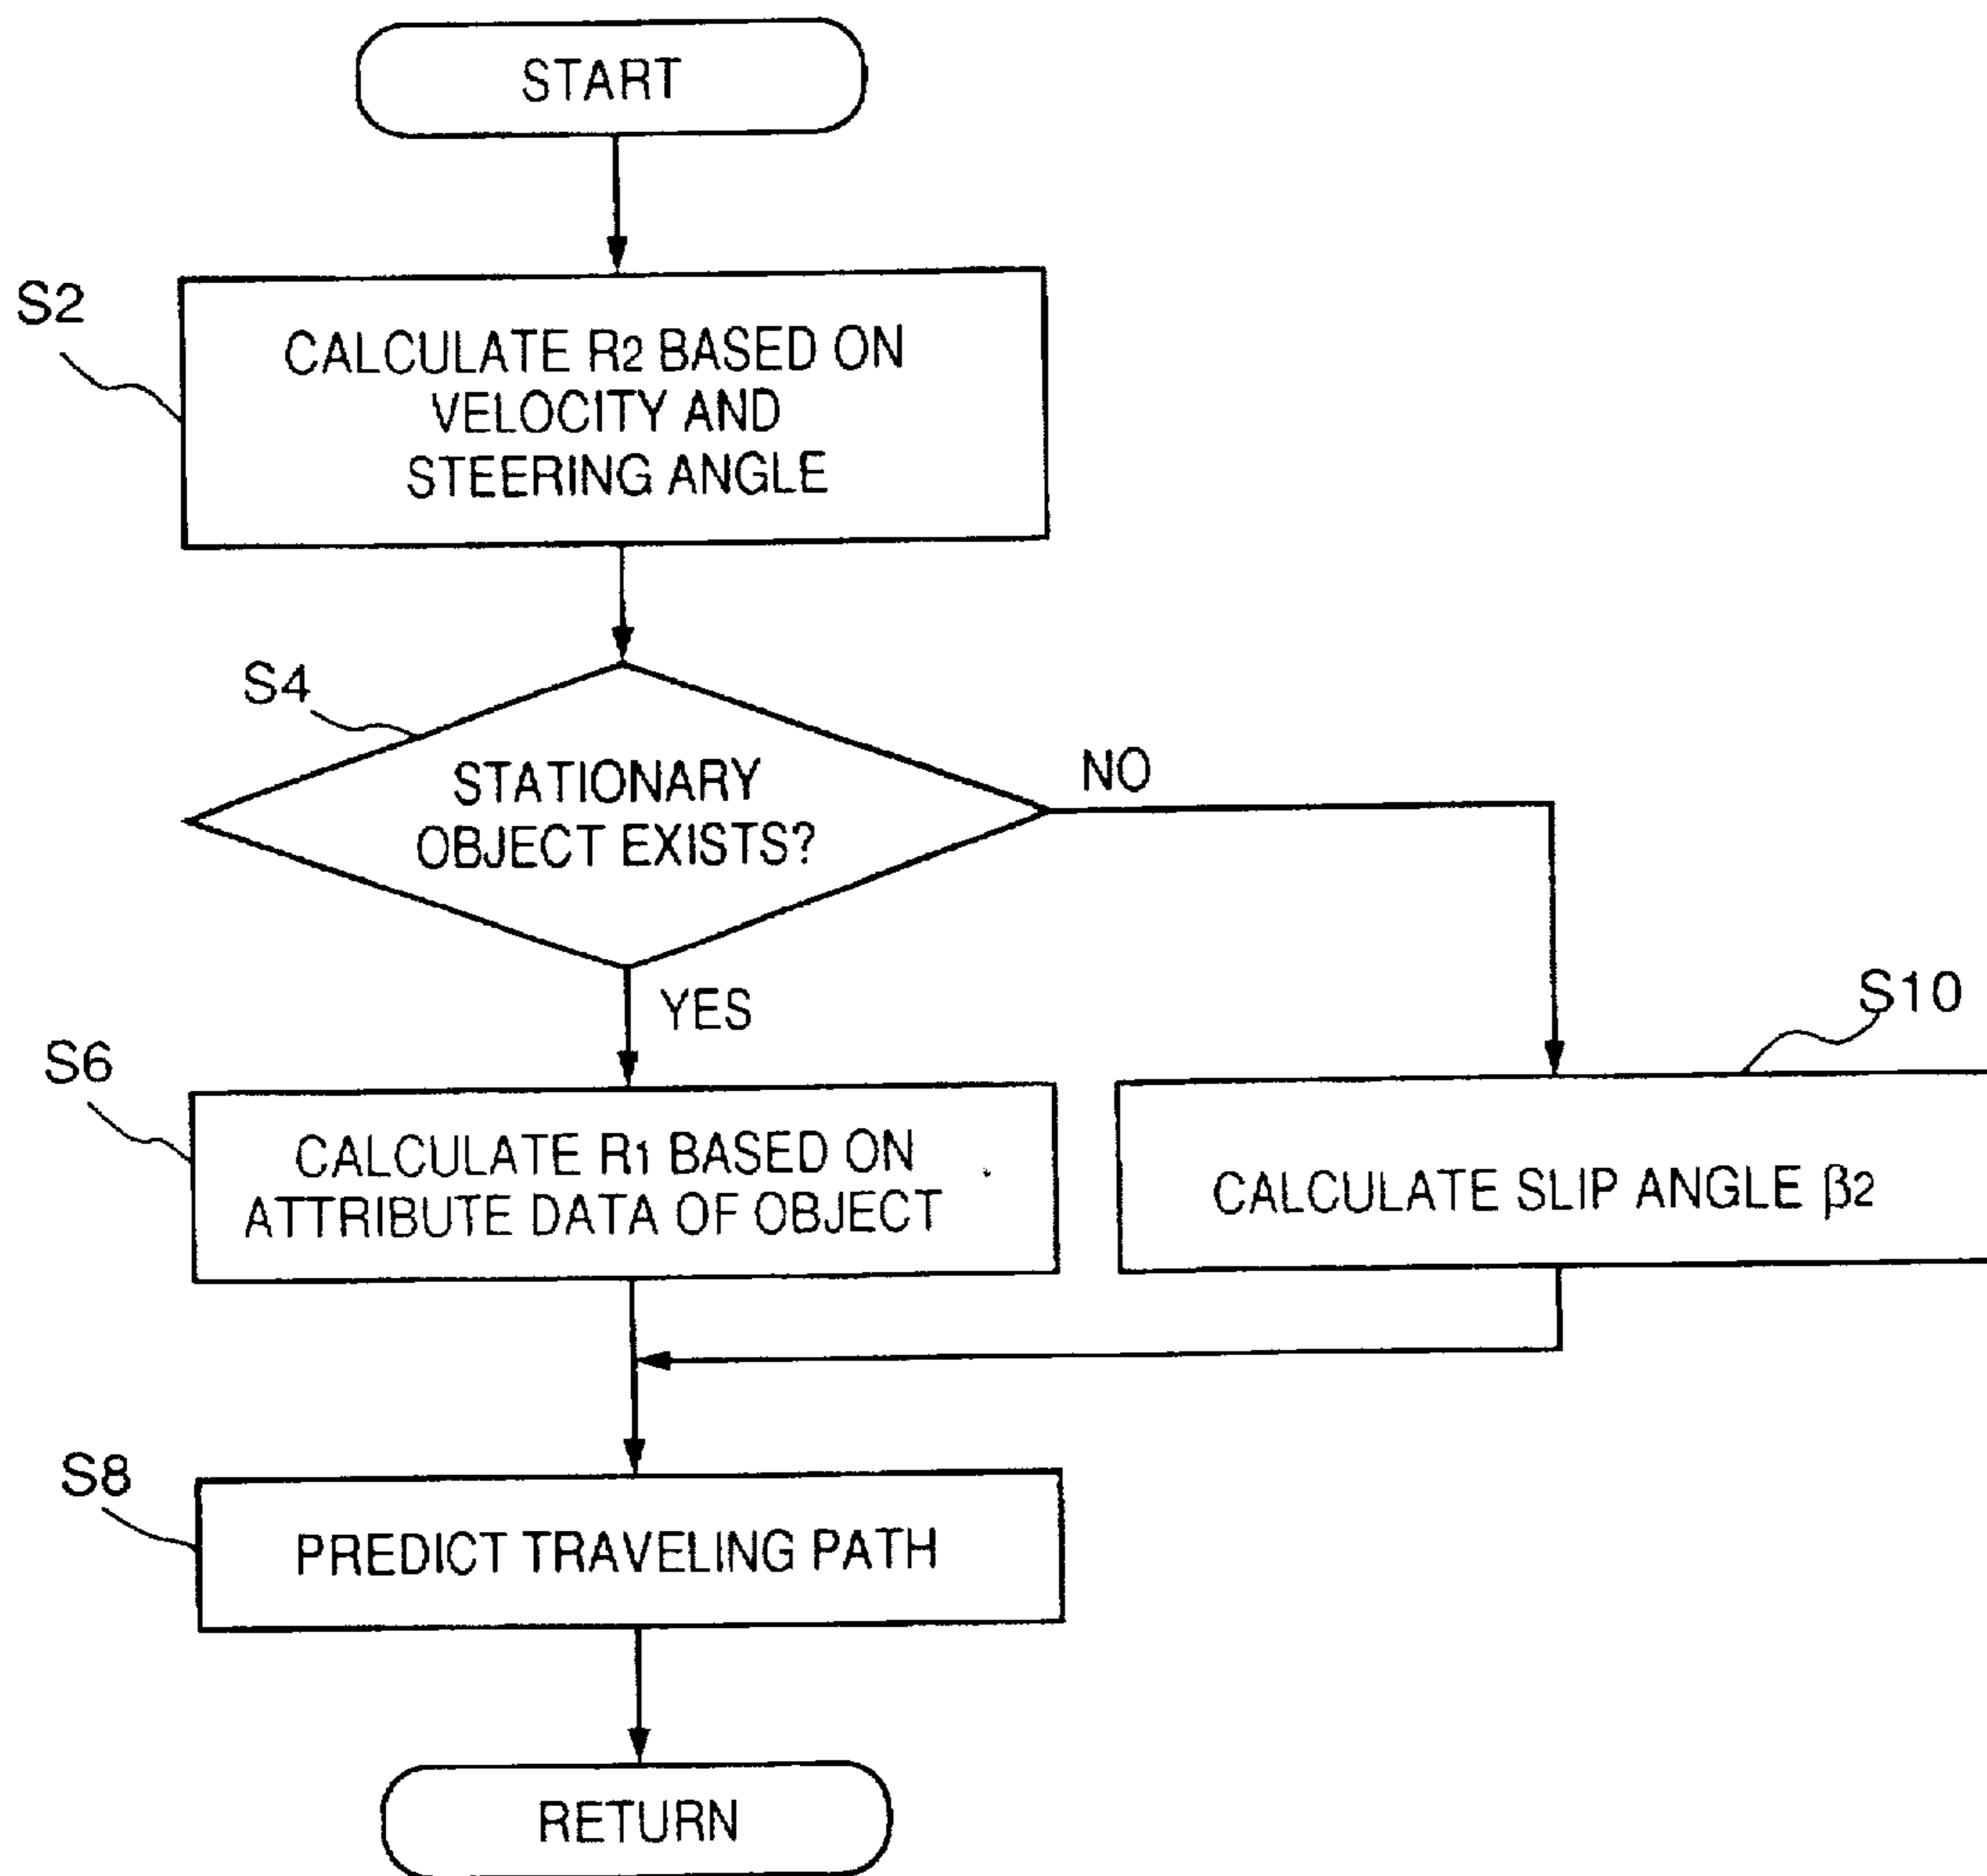 START
S2
CALCULATE R2 BASED ON
VELOCITY AND
STEERING ANGLE
S4
STATIONARY
OBJECT EXISTS?
NO
YES
S6
CALCULATE R1 BASED ON
ATTRIBUTE DATA OF OBJECT
S10
CALCULATE SLIP ANGLE β2
S8
PREDICT TRAVELING PATH
RETURN